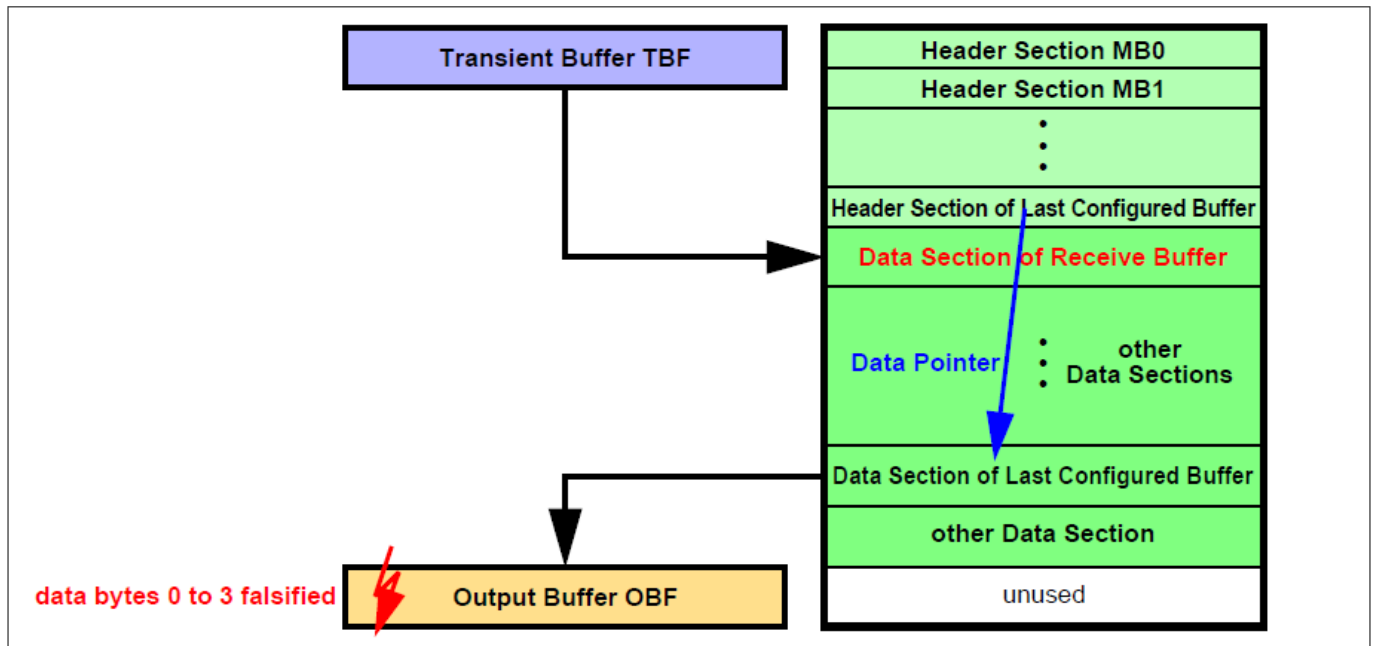 Transient Buffer TBF
Header Section MB0
Header Section MB1
Header Section of Last Configured Buffer
Data Section of Receive Buffer
Data Pointer
other
Data Sections
Data Section of Last Configured Buffer
other Data Section
data bytes 0 to 3 falsified
Output Buffer OBF
unused